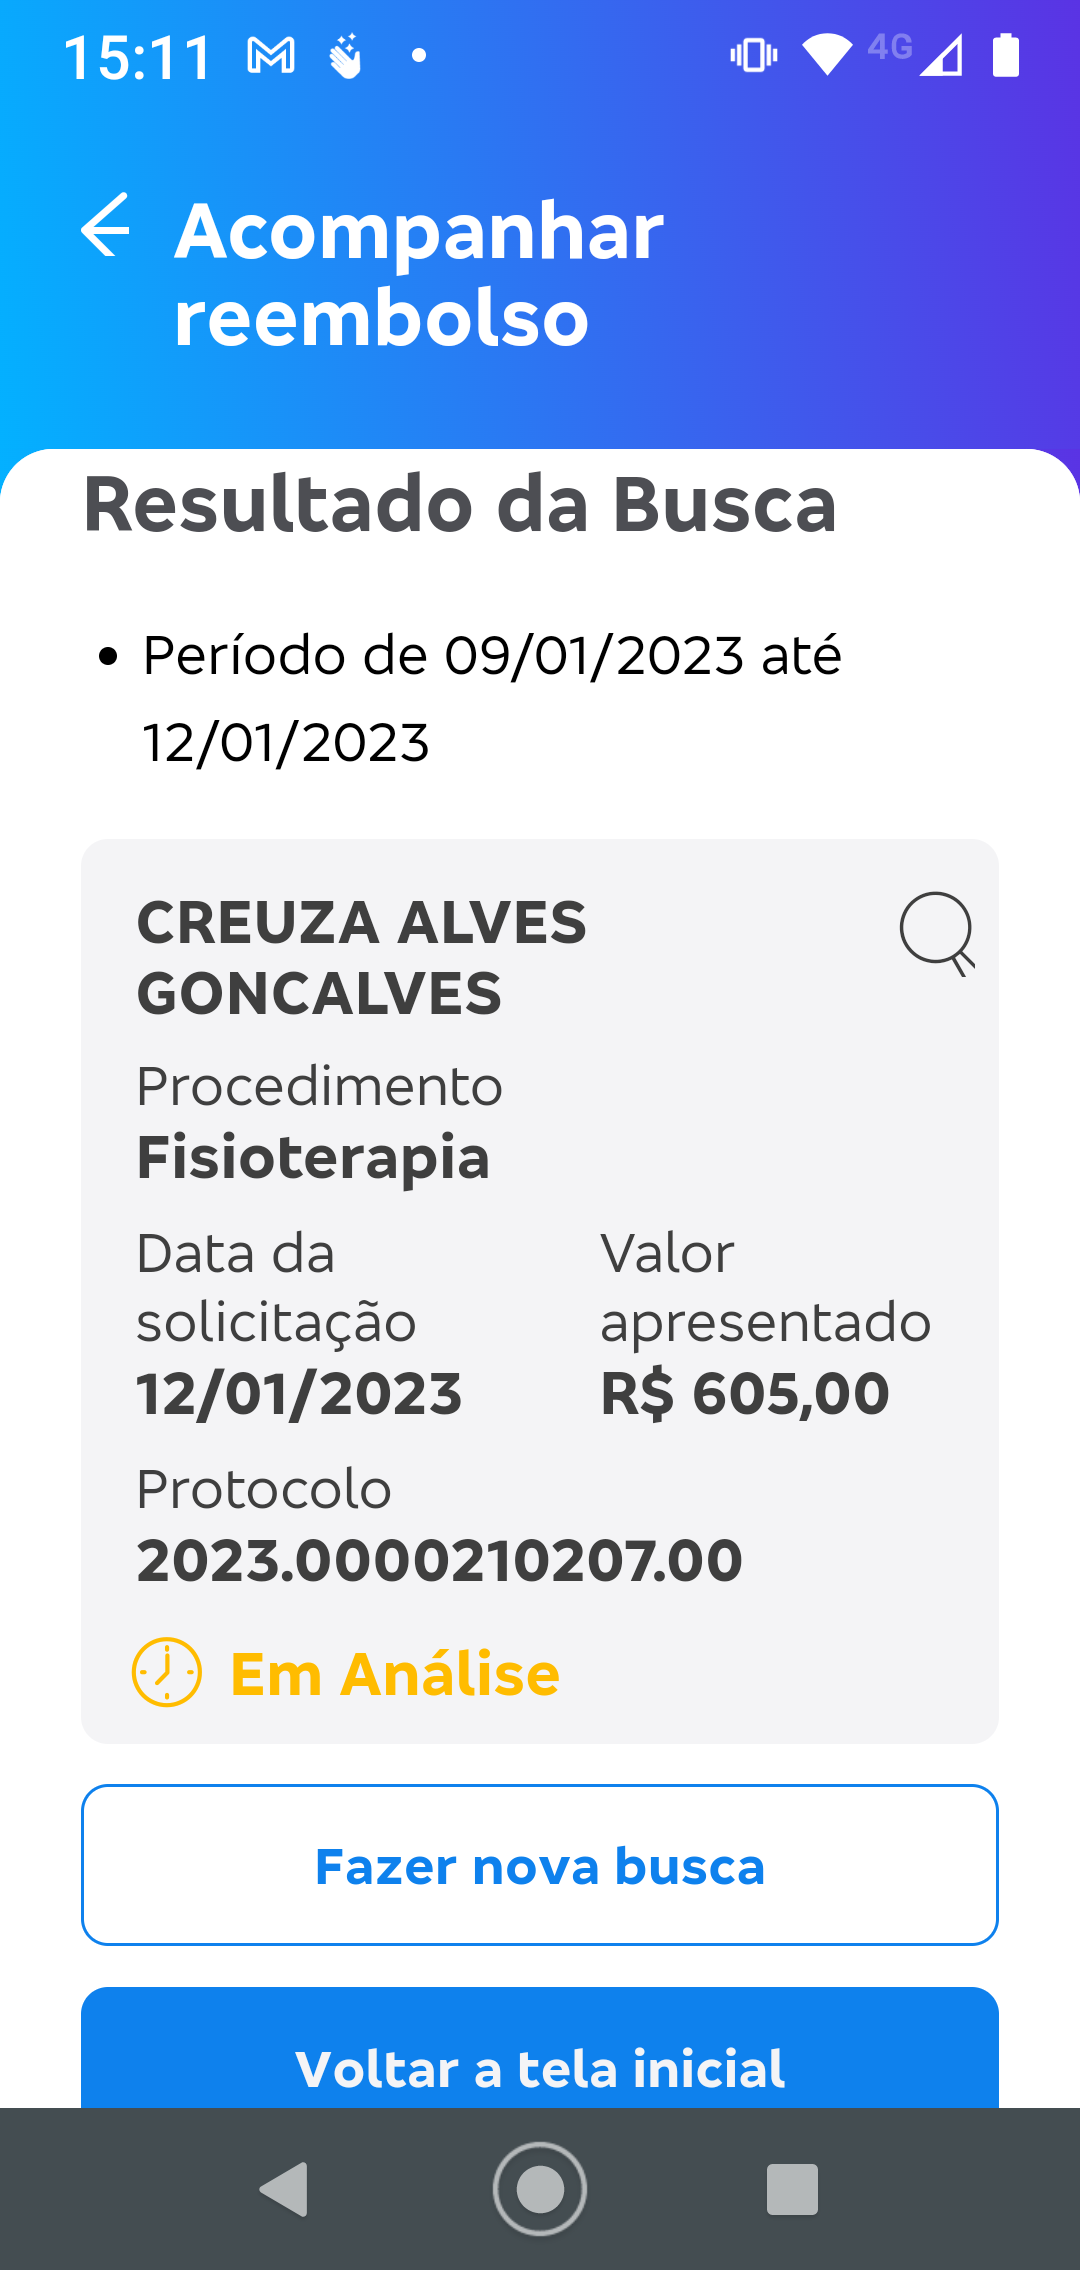 15:11
4G
Acompanhar
reembolso
Resultado da Busca
• Período de 09/01/2023 até
12/01/2023
CREUZA ALVES
GONCALVES
Procedimento
Fisioterapia
Data da
solicitação
12/01/2023
Valor
apresentado
R$ 605,00
Protocolo
2023.0000210207.00
Em Análise
Fazer nova busca
Voltar a tela inicial